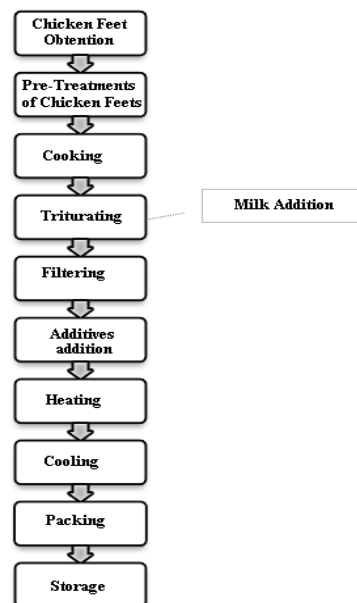 Chicken Feet
Obtention
Pre-Treatments
of Chicken Feets
Cooking
Triturating
Milk Addition
Filtering
Additives
addition
Heating
Cooling
Packing
Storage